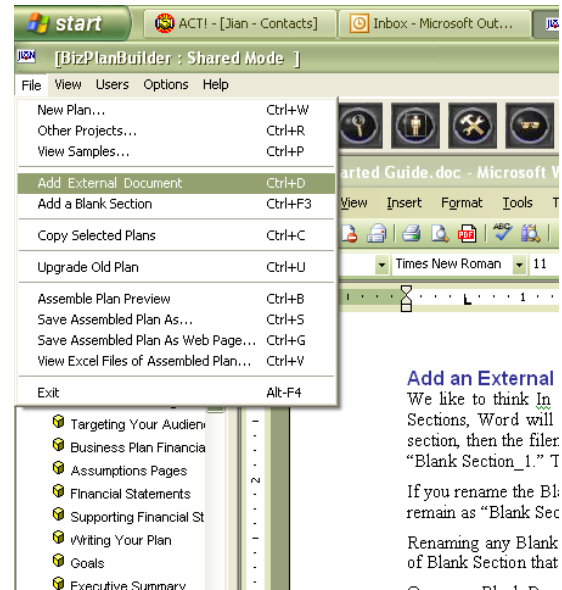 start
ACT! - [Jian - Contacts]
Inbox - Microsoft Out...
[BizPlanBuilder : Shared Mode ]
File View Users Options Help
New Plan... Ctrl+W
Other Projects... Ctrl+R
View Samples... Ctrl+P
Add External Document Ctrl+D
Add a Blank Section Ctrl+F3
Copy Selected Plans Ctrl+C
Upgrade Old Plan Ctrl+U
Assemble Plan Preview Ctrl+B
Save Assembled Plan As... Ctrl+S
Save Assembled Plan As Web Page... Ctrl+G
View Excel Files of Assembled Plan... Ctrl+V
Exit Alt-F4
Targeting Your Audien
Business Plan Financia
Assumptions Pages
FInancial Statements
Supporting Financial St
Writing Your Plan
Goals
Executive Summary
arted Guide.doc - Microsoft W
View Insert Format Tools T
Times New Roman 11
1
Add an External
We like to think In
Sections, Word will
section, then the filen
“Blank Section_1.” T
If you rename the Bla
remain as “Blank Sec
Renaming any Blank
of Blank Section that